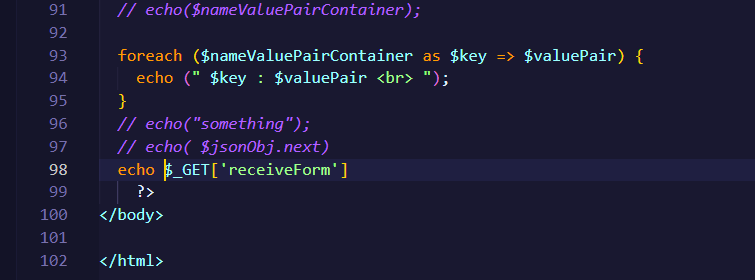 91 // echo($nameValuePairContainer);
92
93 foreach ($nameValuePairContainer as $key => $valuePair) {
94 echo (" $key : $valuePair <br> ");
95 }
96 // echo("something");
97 // echo( $jsonObj.next)
98 echo $_GET['receiveForm']
99 ?>
100 </body>
101
102 </html>